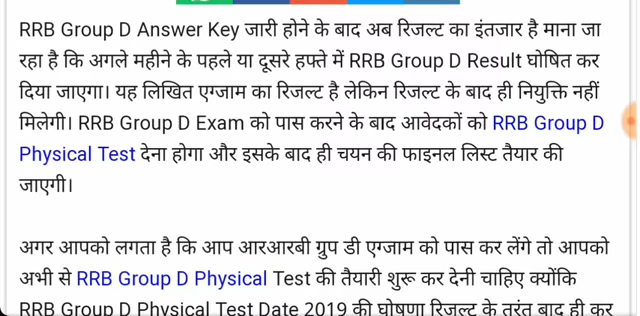 RRB Group D Answer Key जारी होने के बाद अब रिजल्ट का इंतजार है माना जा
रहा है कि अगले महीने के पहले या दूसरे हफ्ते में RRB Group D Result घोषित कर
दिया जाएगा। यह लिखित एग्जाम का रिजल्ट है लेकिन रिजल्ट के बाद ही नियुक्ति नहीं
मिलेगी। RRB Group D Exam को पास करने के बाद आवेदकों को RRB Group D
Physical Test देना होगा और इसके बाद ही चयन की फाइनल लिस्ट तैयार की
जाएगी।
अगर आपको लगता है कि आप आरआरबी ग्रुप डी एग्जाम को पास कर लेंगे तो आपको
अभी से RRB Group D Physical Test की तैयारी शुरू कर देनी चाहिए क्योंकि
RRB Group D Physical Test Date 2019 की घोषणा रिजल्ट के तुरंत बाद ही कर